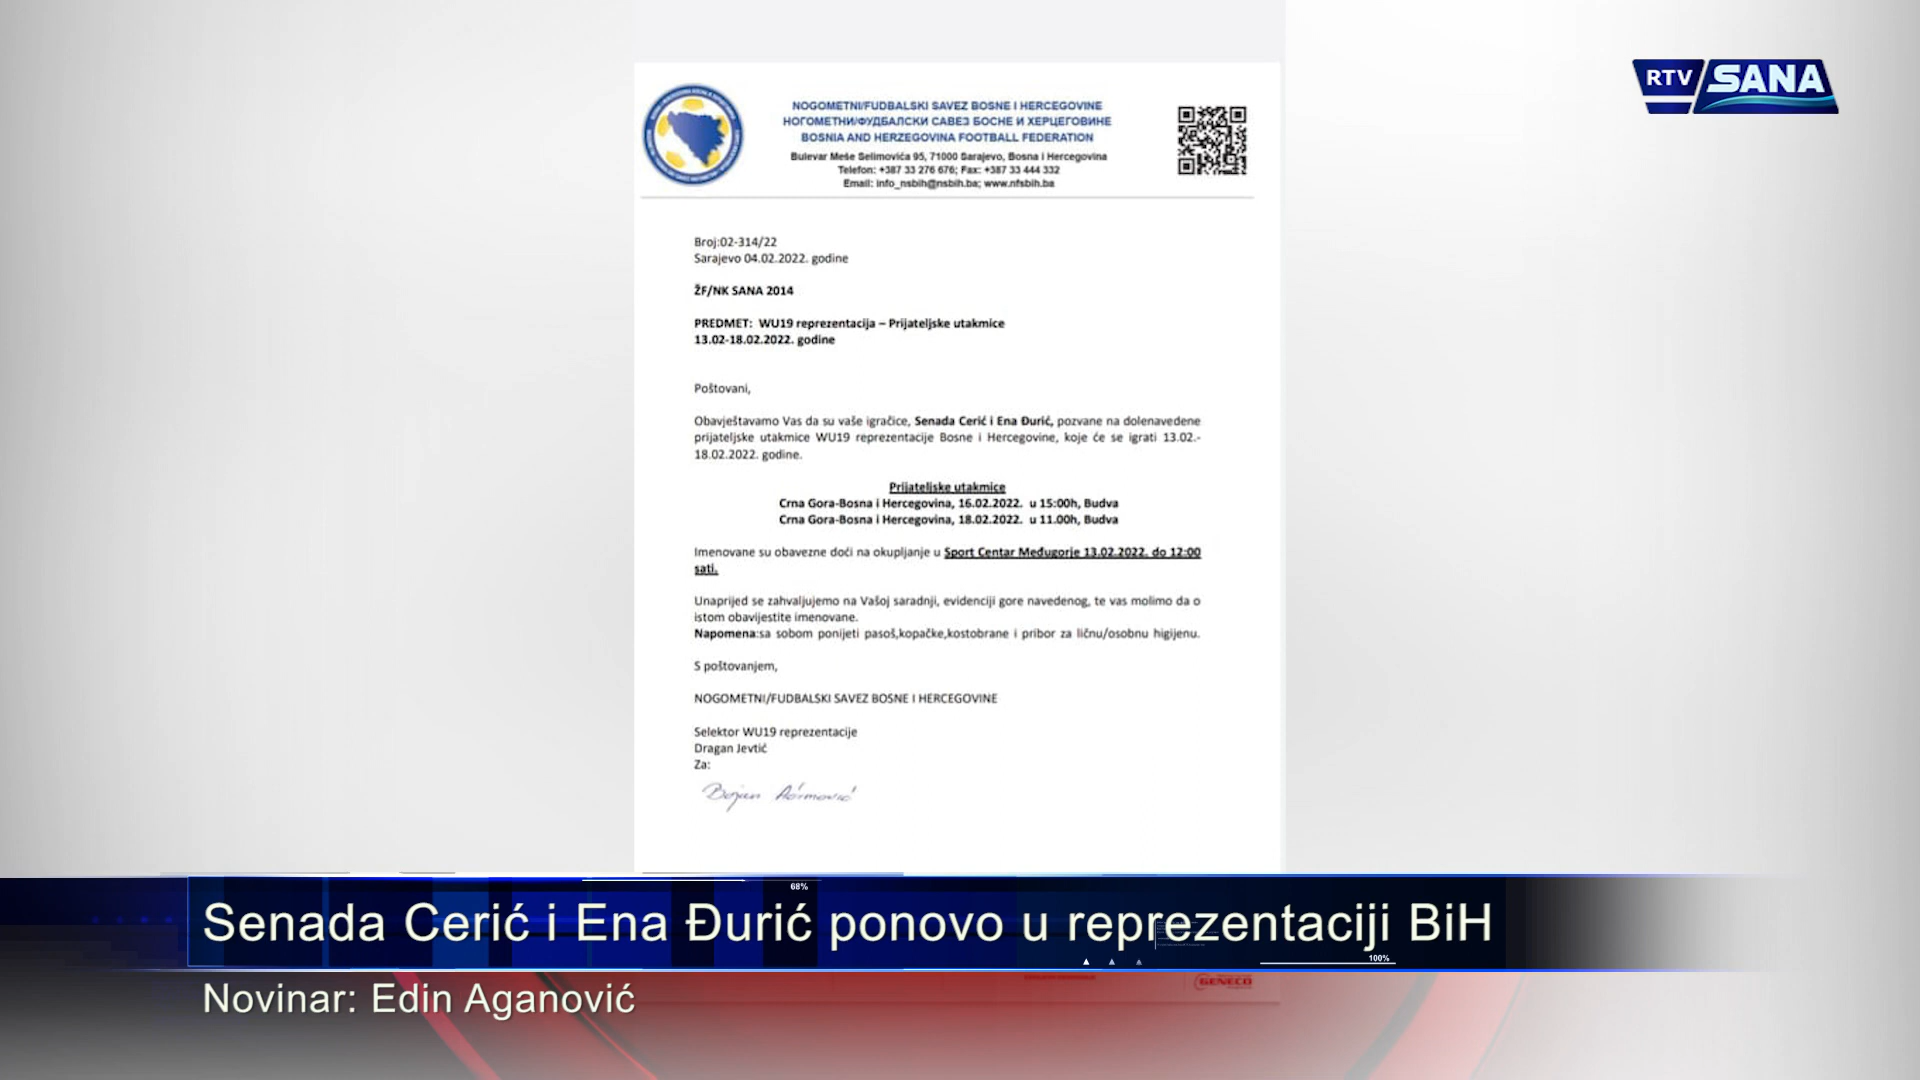 RTV SANA
NOGOMETNI/FUDBALSKI SAVEZ BOSNE I HERCEGOVINE
НОГОМЕТНИ/ФУДБАЛСКИ САВЕЗ БОСНЕ И ХЕРЦЕГОВИНЕ
BOSNIA AND HERZEGOVINA FOOTBALL FEDERATION
Bulevar Meše Selimovića 95, 71000 Sarajevo, Bosna i Hercegovina
Telefon: +387 33 276 676; Fax: +387 33 444 332
Email: info_nsbih@nsbih.ba; www.nfsbih.ba
Broj:02-314/22
Sarajevo 04.02.2022. godine
ŽF/NK SANA 2014
PREDMET: WU19 reprezentacija – Prijateljske utakmice
13.02-18.02.2022. godine
Poštovani,
Obavještavamo Vas da su vaše igračice, Senada Cerić i Ena Đurić, pozvane na dolenavedene
prijateljske utakmice WU19 reprezentacije Bosne i Hercegovine, koje će se igrati 13.02.-
18.02.2022. godine.
Prijateljske utakmice
Crna Gora-Bosna i Hercegovina, 16.02.2022. u 15:00h, Budva
Crna Gora-Bosna i Hercegovina, 18.02.2022. u 11.00h, Budva
Imenovane su obavezne doći na okupljanje u Sport Centar Međugorje 13.02.2022. do 12:00
sati.
Unaprijed se zahvaljujemo na Vašoj saradnji, evidenciji gore navedenog, te vas molimo da o
istom obavijestite imenovane.
Napomena:sa sobom ponijeti pasoš,kopačke,kostobrane i pribor za ličnu/osobnu higijenu.
S poštovanjem,
NOGOMETNI/FUDBALSKI SAVEZ BOSNE I HERCEGOVINE
Selektor WU19 reprezentacije
Dragan Jevtić
Za:
Bojan Aćimović
68%
Senada Cerić i Ena Đurić ponovo u reprezentaciji BiH
100%
GENECO
Novinar: Edin Aganović